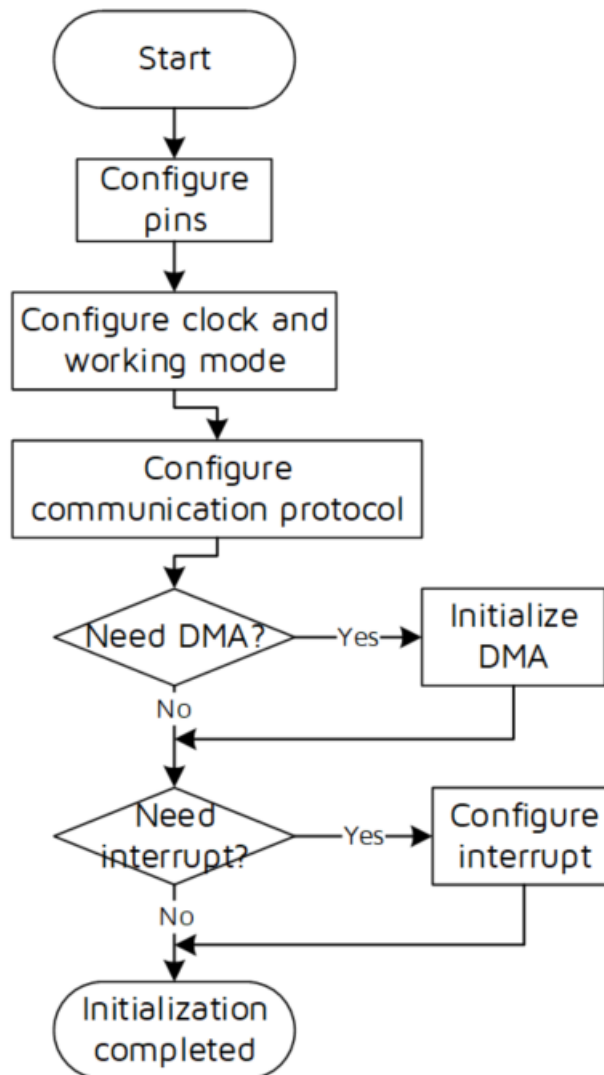 Start
Configure
pins
Configure clock and
working mode
Configure
communication protocol
Need DMA?
Yes
Initialize
DMA
No
Need
interrupt?
Yes
Configure
interrupt
No
Initialization
completed